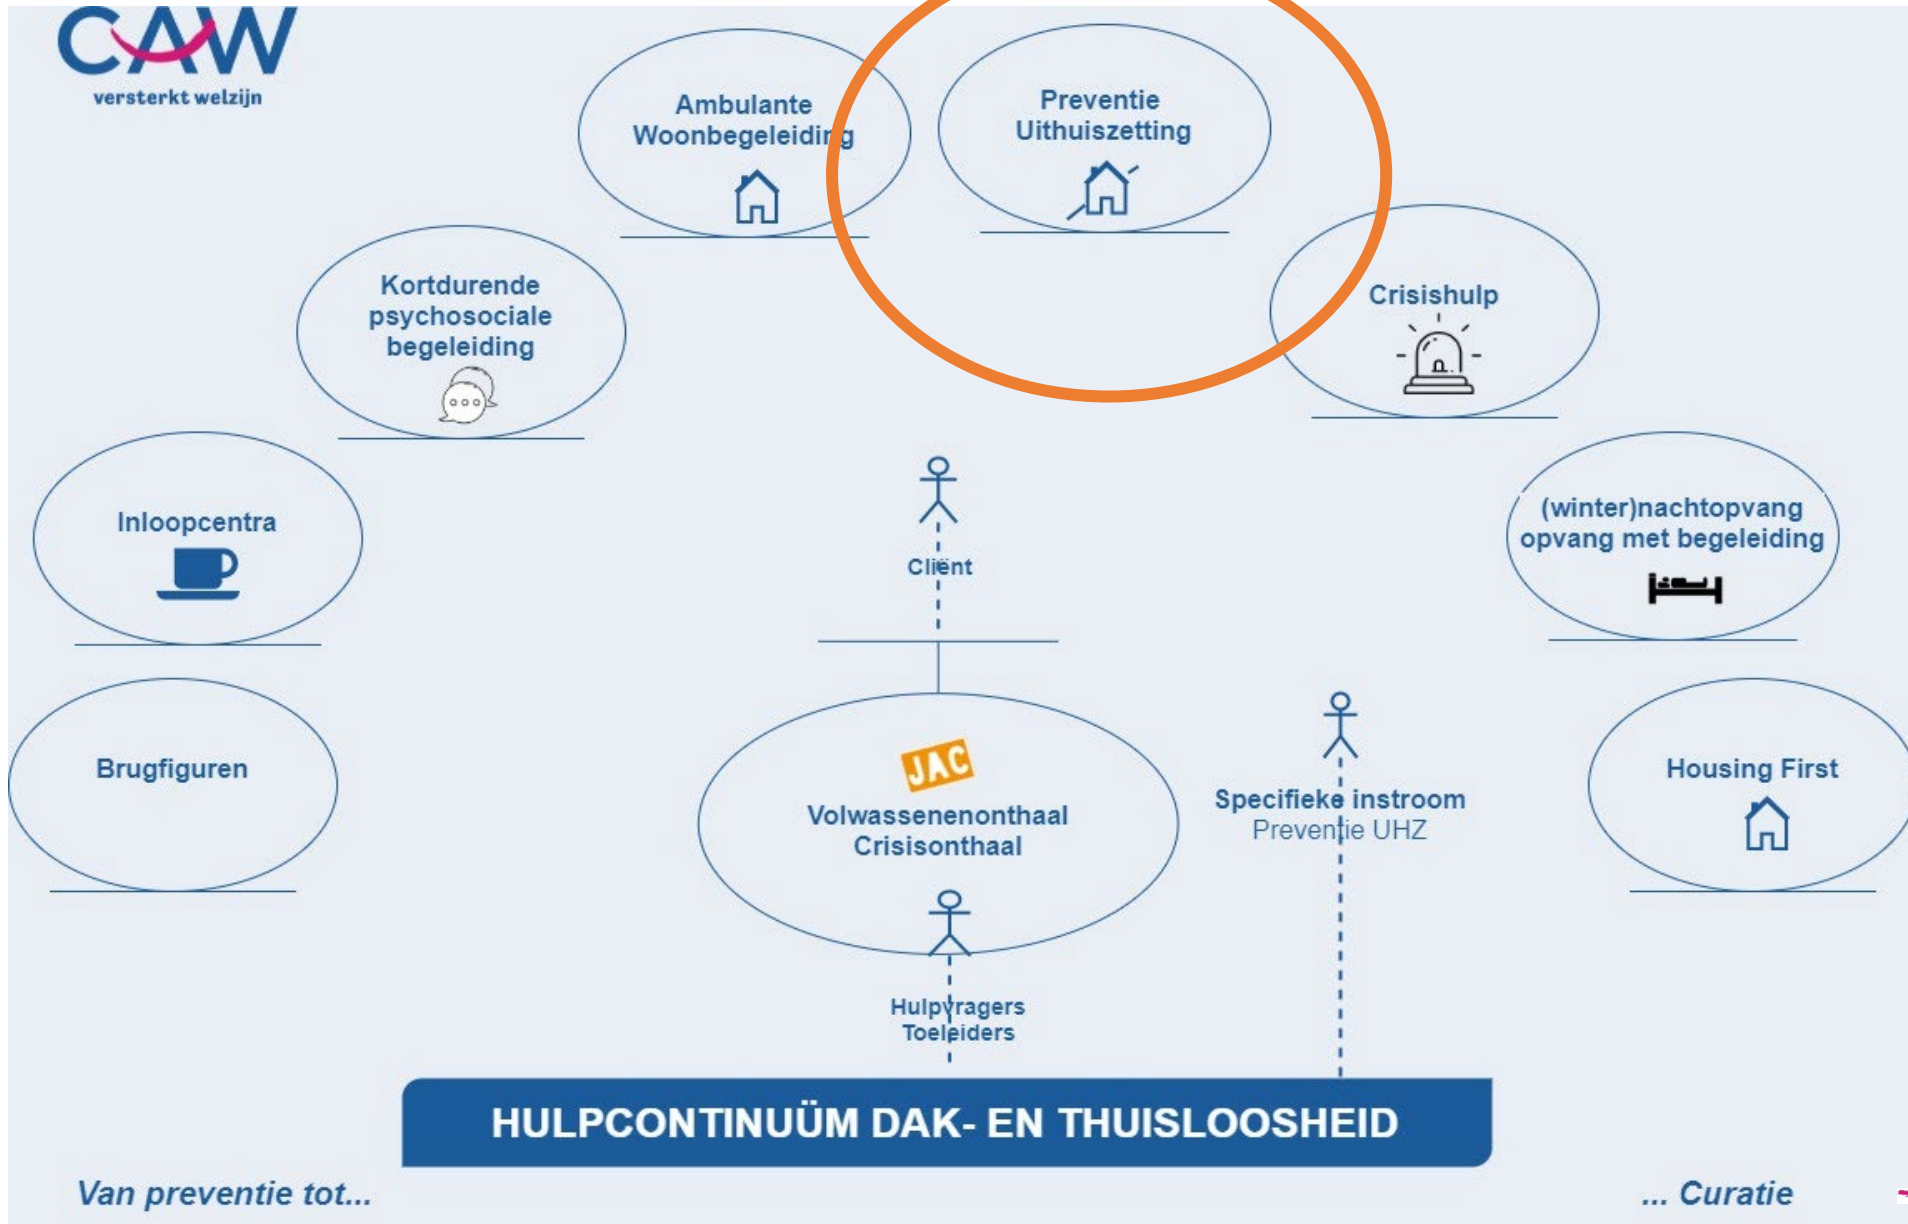 CAW
versterkt welzijn
Ambulante
Woonbegeleiding
Preventie
Uithuiszetting
Kortdurende
psychosociale
begeleiding
Crisishulp
Inloopcentra
(winter)nachtopvang
opvang met begeleiding
Cliënt
Brugfiguren
JAC
Volwassenenonthaal
Crisisonthaal
Specifieke instroom
Preventie UHZ
Housing First
Hulpvragers
Toeleiders
HULPCONTINUÜM DAK- EN THUISLOOSHEID
Van preventie tot...
... Curatie